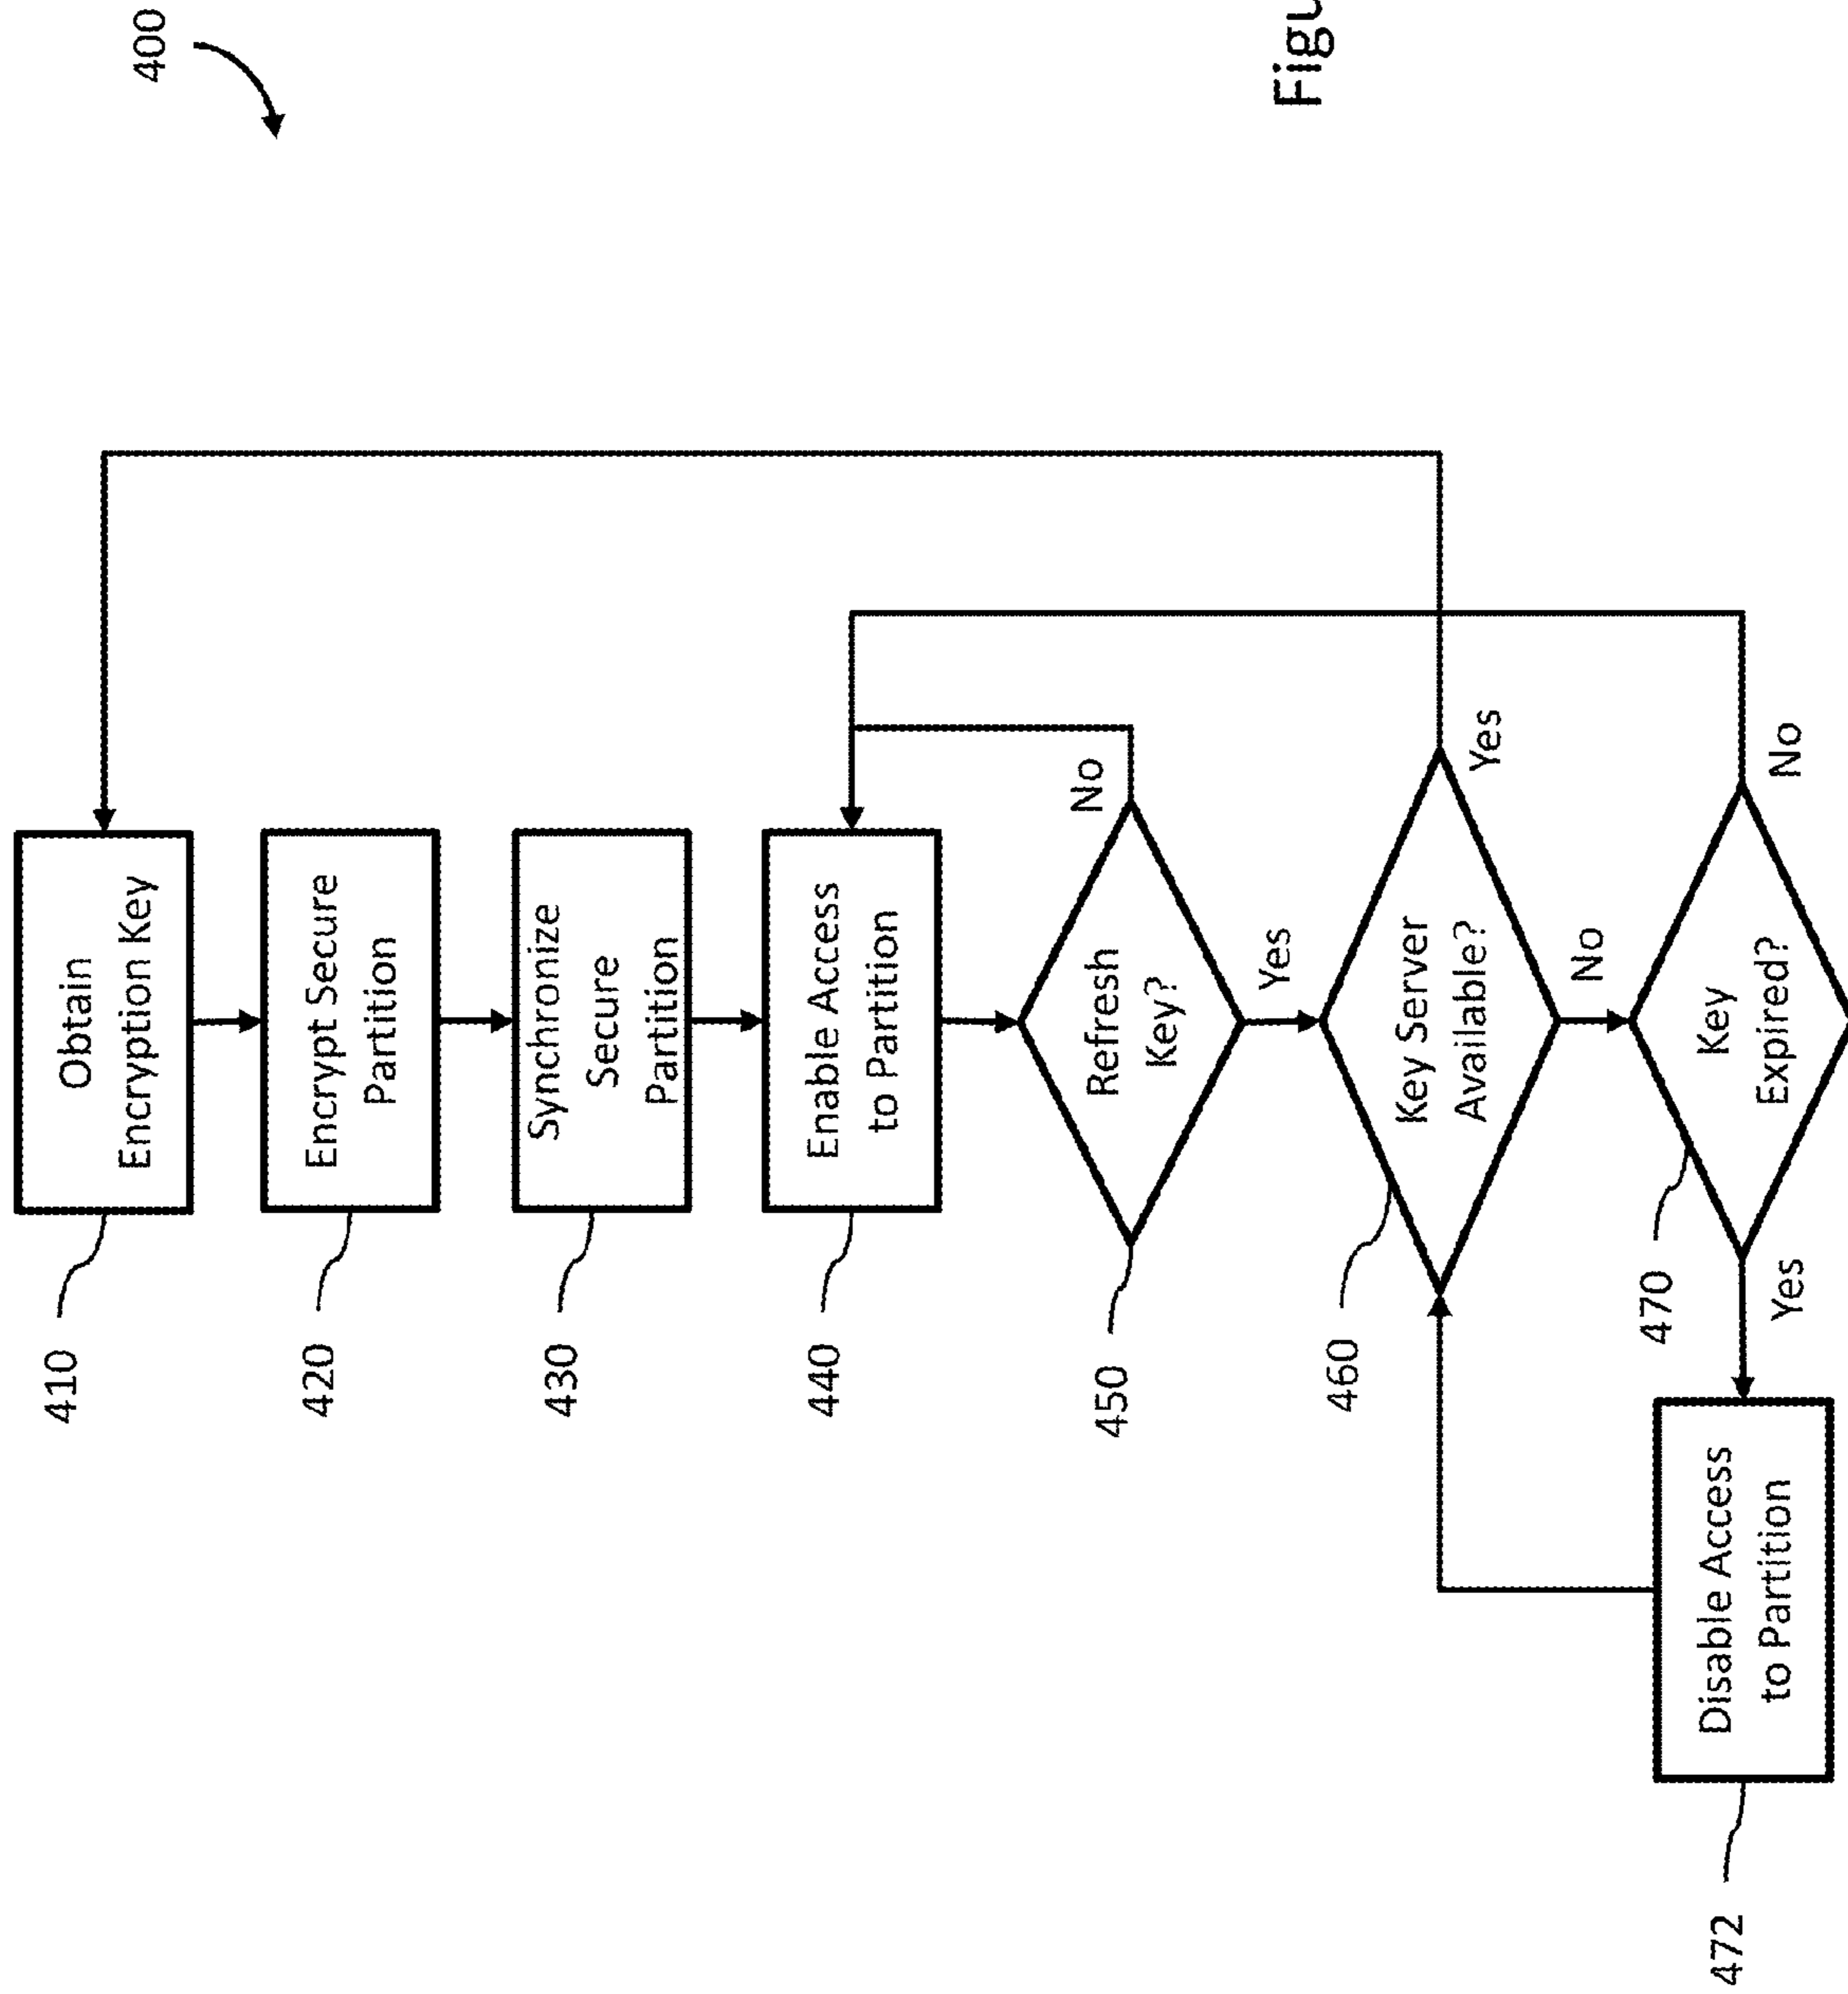 400
410
Obtain
Encryption Key
420
Encrypt Secure
Partition
430
Synchronize
Secure
Partition
440
Enable Access
to Partition
450
Refresh
Key?
No
Yes
460
Key Server
Available?
Yes
No
470
Key
Expired?
No
Yes
472
Disable Access
to Partition